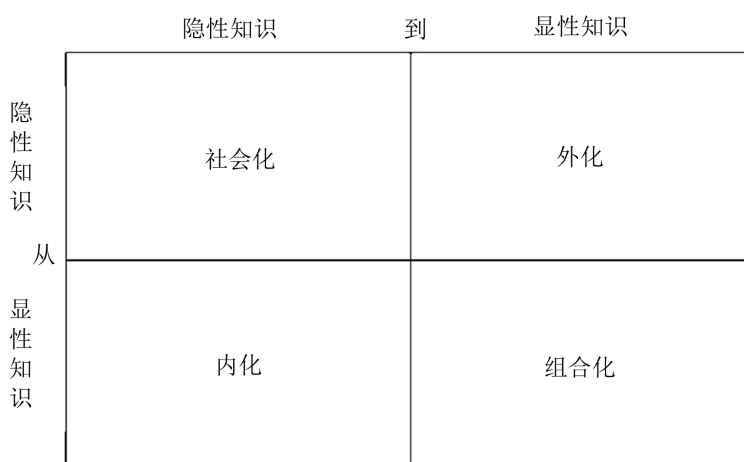 隐性知识 到 显性知识
隐性知识
社会化 外化
从
显性知识
内化 组合化